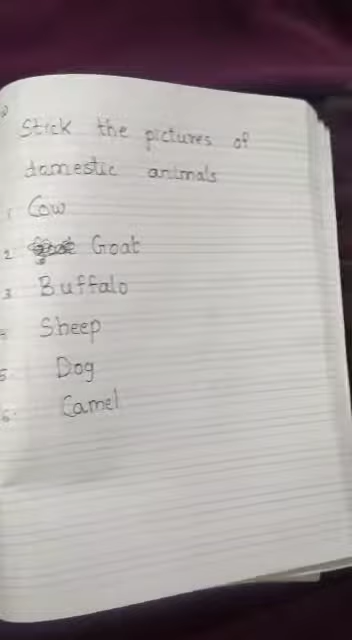 Stick the pictures of
domestic animals
1 Cow
2 Goat
3 Buffalo
4 Sheep
5. Dog
6. Camel